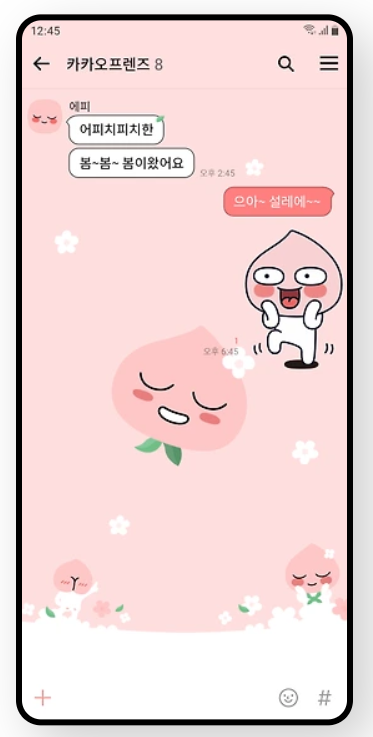 12:45
카카오프렌즈 8
에피
어피치피치한
봄~봄~ 봄이왔어요
오후 2:45
으아~ 설레에~~
1
오후 6:45
#